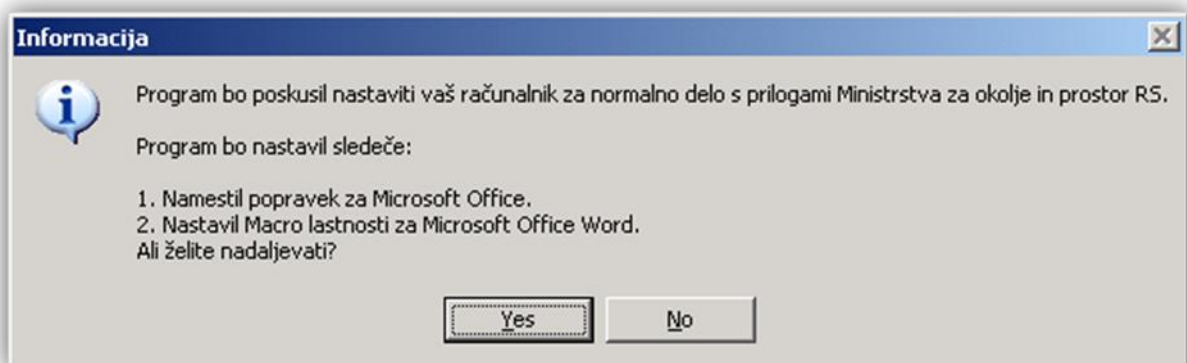 Informacija
Program bo poskusil nastaviti vaš računalnik za normalno delo s prilogami Ministrstva za okolje in prostor RS.
Program bo nastavil sledeče:
1. Namestil popravek za Microsoft Office.
2. Nastavil Macro lastnosti za Microsoft Office Word.
Ali želite nadaljevati?
Yes
No